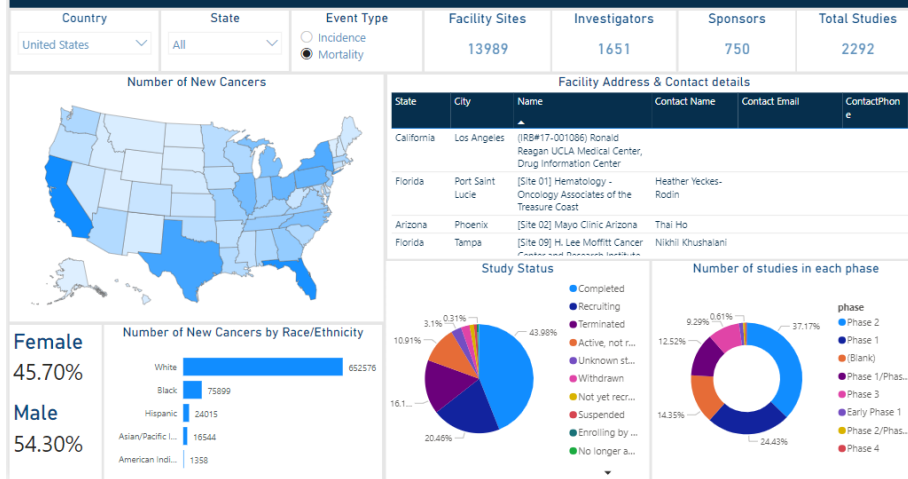 Country
State
Event Type
Facility Sites
Investigators
Sponsors
Total Studies
United States
All
Incidence
Mortality
13989
1651
750
2292
Number of New Cancers
Facility Address & Contact details
State
City
Name
Contact Name
Contact Email
ContactPhon
e
California
Los Angeles
(IRB#17-001086) Ronald
Reagan UCLA Medical Center,
Drug Information Center
Florida
Port Saint
Lucie
[Site 01] Hematology -
Oncology Associates of the
Treasure Coast
Heather Yeckes-
Rodin
Arizona
Phoenix
[Site 02] Mayo Clinic Arizona
Thai Ho
Florida
Tampa
[Site 09] H. Lee Moffitt Cancer
Center and Research Institute
Nikhil Khushalani
Female
45.70%
Male
54.30%
Number of New Cancers by Race/Ethnicity
White
652576
Black
75899
Hispanic
24015
Asian/Pacific I...
16544
American Indi...
1358
Study Status
0.31%
3.1%
10.91%
16.1...
20.46%
43.98%
Completed
Recruiting
Terminated
Active, not r...
Unknown st...
Withdrawn
Not yet recr...
Suspended
Enrolling by ...
No longer a...
Number of studies in each phase
0.61%
9.29%
12.52%
14.35%
24.43%
37.17%
phase
Phase 2
Phase 1
(Blank)
Phase 1/Phas...
Phase 3
Early Phase 1
Phase 2/Phas...
Phase 4